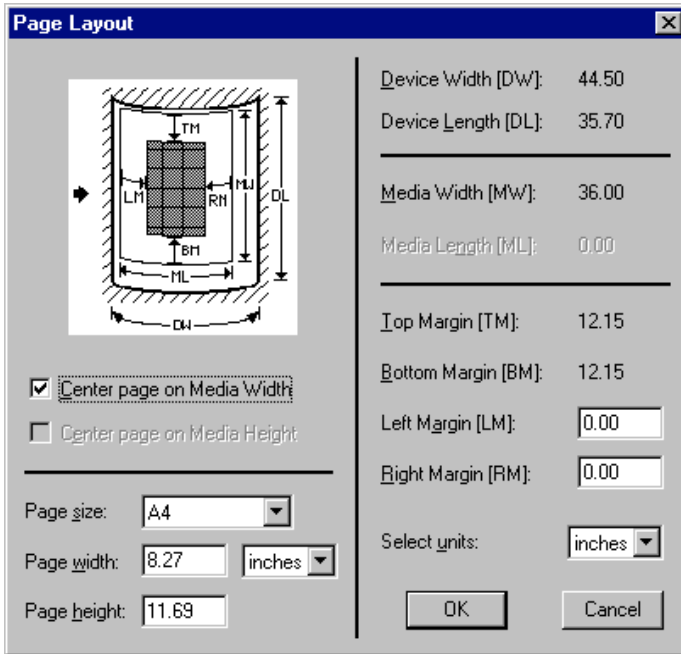 Page Layout
TM
LM
RN
MW
DL
BM
ML
DW
Center page on Media Width
Center page on Media Height
Page size: A4
Page width: 8.27 inches
Page height: 11.69
Device Width [DW]: 44.50
Device Length [DL]: 35.70
Media Width [MW]: 36.00
Media Length [ML]: 0.00
Top Margin [TM]: 12.15
Bottom Margin [BM]: 12.15
Left Margin [LM]: 0.00
Right Margin [RM]: 0.00
Select units: inches
OK Cancel